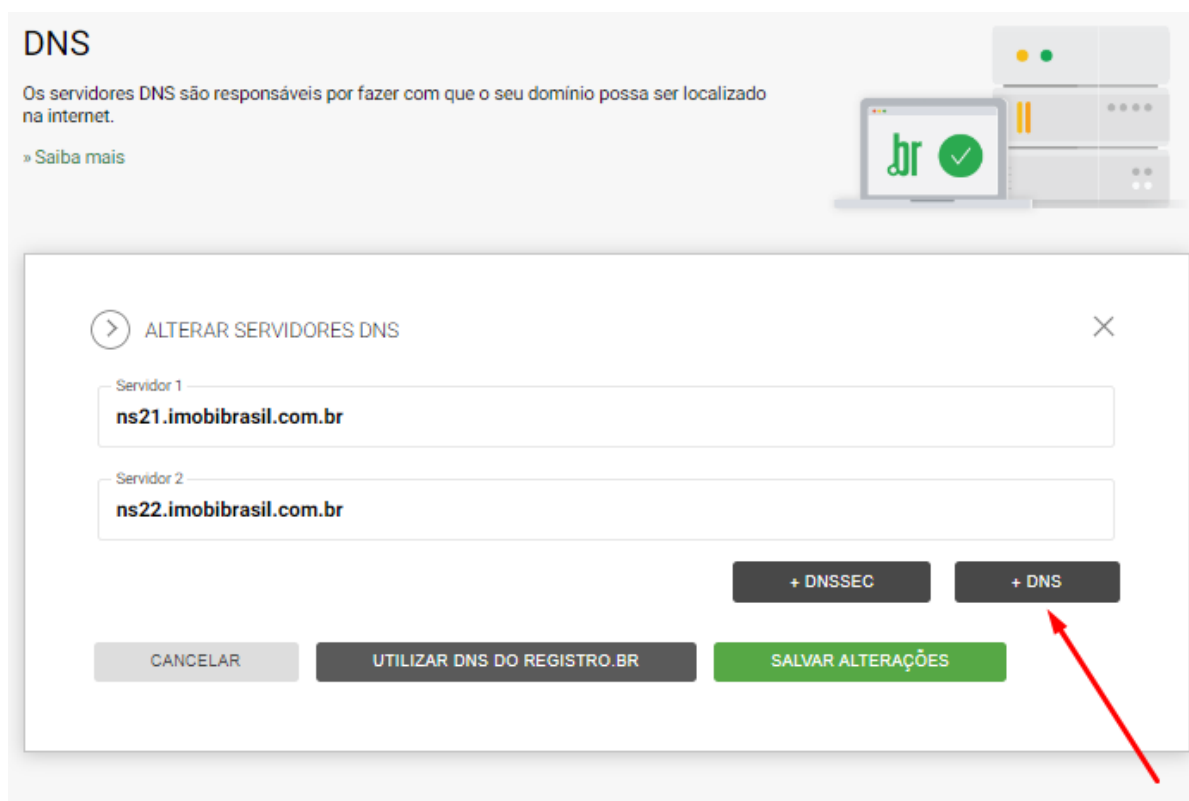 DNS
Os servidores DNS são responsáveis por fazer com que o seu domínio possa ser localizado
na internet.
» Saiba mais
.br
ALTERAR SERVIDORES DNS
Servidor 1
ns21.imobibrasil.com.br
Servidor 2
ns22.imobibrasil.com.br
+ DNSSEC + DNS
CANCELAR UTILIZAR DNS DO REGISTRO.BR SALVAR ALTERAÇÕES